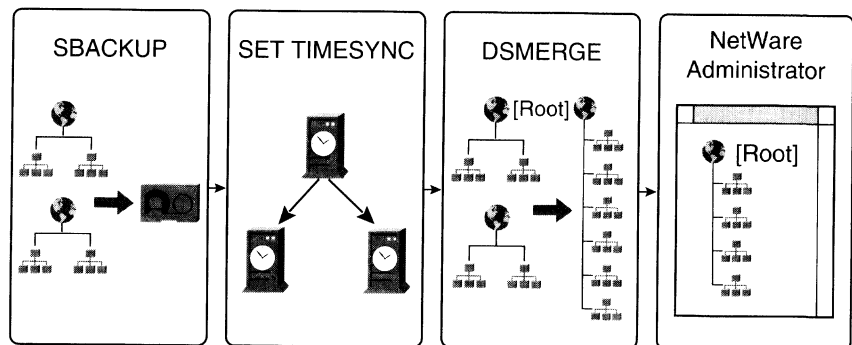 SBACKUP
SET TIMESYNC
DSMERGE
[Root]
NetWare
Administrator
[Root]